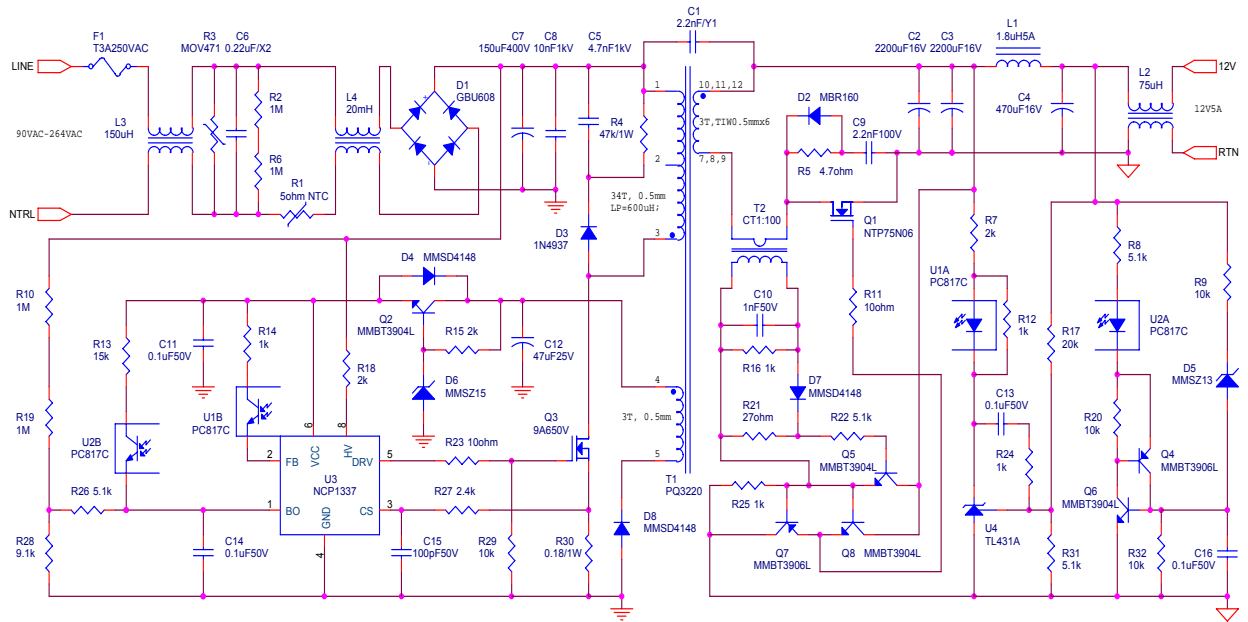 F1
T3A250VAC
LINE
R3
MOV471
C6
0.22uF/X2
L3
150uH
90VAC-264VAC
NTRL
R2
1M
R6
1M
R1
5ohm NTC
L4
20mH
D1
GBU608
+
-
C7
150uF400V
C8
10nF1kV
C5
4.7nF1kV
R4
47k/1W
D3
1N4937
C1
2.2nF/Y1
1
2
3
34T, 0.5mm
LP=600uH;
10,11,12
3T,TIW0.5mmx6
7,8,9
D2
MBR160
C9
2.2nF100V
R5
4.7ohm
T2
CT1:100
Q1
NTP75N06
C2
2200uF16V
C3
2200uF16V
L1
1.8uH5A
C4
470uF16V
L2
75uH
12V
12V5A
RTN
R10
1M
R19
1M
R28
9.1k
R13
15k
U2B
PC817C
R26 5.1k
C11
0.1uF50V
R14
1k
U1B
PC817C
D4
MMSD4148
Q2
MMBT3904L
R15 2k
D6
MMSZ15
C12
47uF25V
R18
2k
6
8
VCC
HV
2
FB
DRV
5
U3
NCP1337
1
BO
CS
3
GND
4
C14
0.1uF50V
C15
100pF50V
R23 10ohm
R27 2.4k
R29
10k
Q3
9A650V
R30
0.18/1W
D8
MMSD4148
4
3T, 0.5mm
5
T1
PQ3220
C10
1nF50V
R16 1k
D7
MMSD4148
R21
27ohm
R22 5.1k
R11
10ohm
Q5
MMBT3904L
R25 1k
Q7
MMBT3906L
Q8
MMBT3904L
R7
2k
U1A
PC817C
R12
1k
C13
0.1uF50V
R24
1k
U4
TL431A
R17
20k
R31
5.1k
R8
5.1k
U2A
PC817C
R9
10k
D5
MMSZ13
R20
10k
Q4
MMBT3906L
Q6
MMBT3904L
R32
10k
C16
0.1uF50V